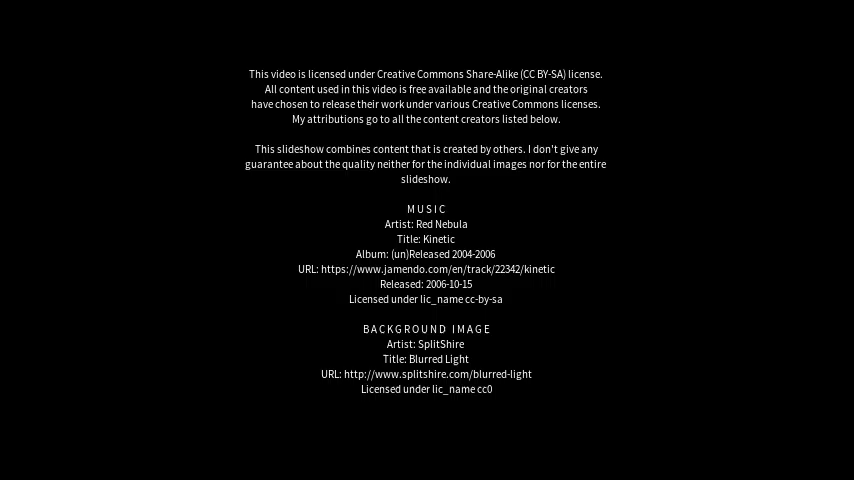 This video is licensed under Creative Commons Share-Alike (CC BY-SA) license.
All content used in this video is free available and the original creators
have chosen to release their work under various Creative Commons licenses.
My attributions go to all the content creators listed below.
This slideshow combines content that is created by others. I don't give any
guarantee about the quality neither for the individual images nor for the entire
slideshow.
MUSIC
Artist: Red Nebula
Title: Kinetic
Album: (un)Released 2004-2006
URL: https://www.jamendo.com/en/track/22342/kinetic
Released: 2006-10-15
Licensed under lic_name cc-by-sa
BACKGROUND IMAGE
Artist: SplitShire
Title: Blurred Light
URL: http://www.splitshire.com/blurred-light
Licensed under lic_name cc0